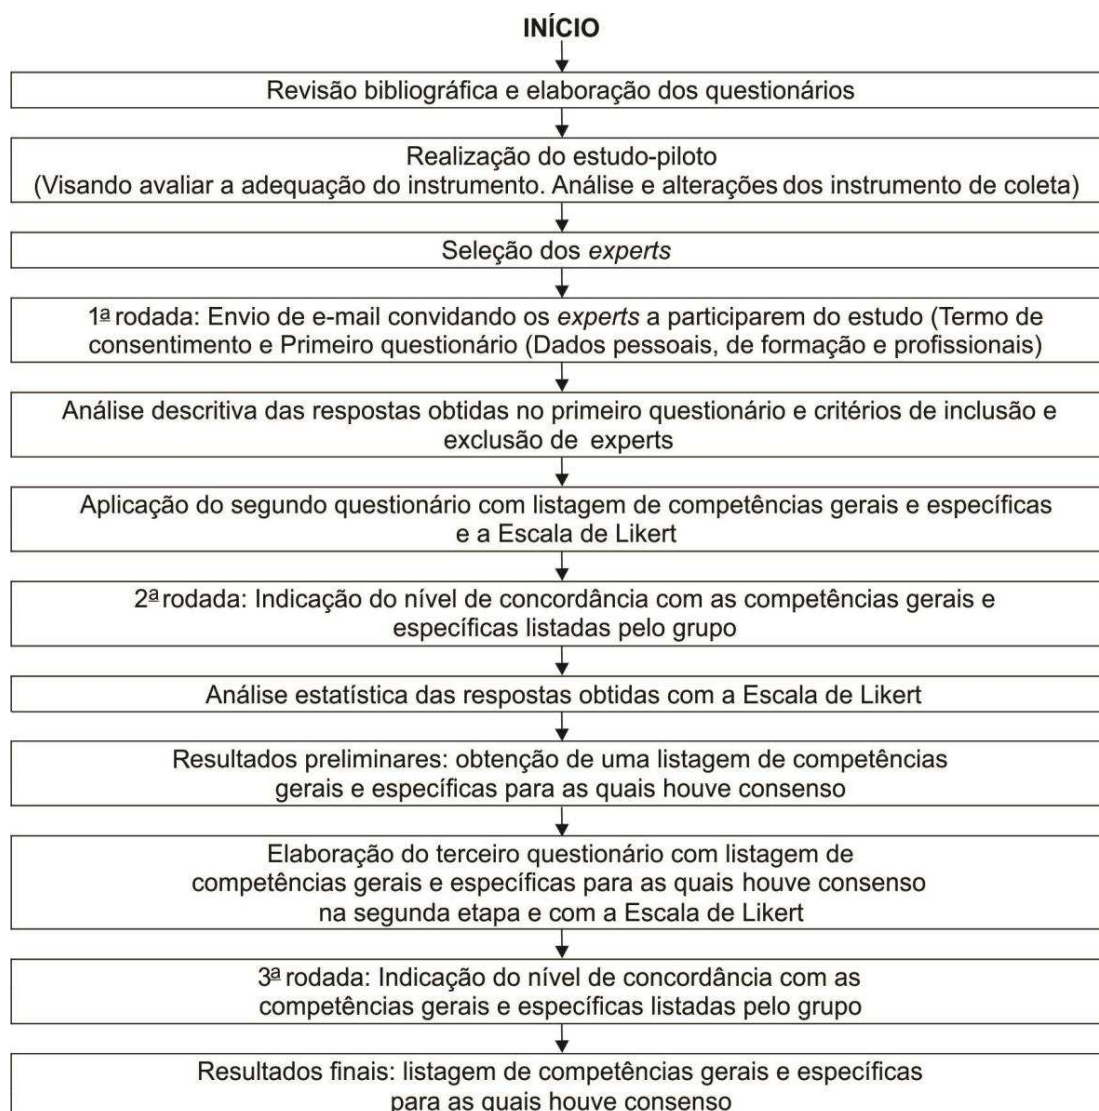 INÍCIO
Revisão bibliográfica e elaboração dos questionários
Realização do estudo-piloto
(Visando avaliar a adequação do instrumento. Análise e alterações dos instrumento de coleta)
Seleção dos experts
1ª rodada: Envio de e-mail convidando os experts a participarem do estudo (Termo de
consentimento e Primeiro questionário (Dados pessoais, de formação e profissionais)
Análise descritiva das respostas obtidas no primeiro questionário e critérios de inclusão e
exclusão de experts
Aplicação do segundo questionário com listagem de competências gerais e específicas
e a Escala de Likert
2ª rodada: Indicação do nível de concordância com as competências gerais e
específicas listadas pelo grupo
Análise estatística das respostas obtidas com a Escala de Likert
Resultados preliminares: obtenção de uma listagem de competências
gerais e específicas para as quais houve consenso
Elaboração do terceiro questionário com listagem de
competências gerais e específicas para as quais houve consenso
na segunda etapa e com a Escala de Likert
3ª rodada: Indicação do nível de concordância com as
competências gerais e específicas listadas pelo grupo
Resultados finais: listagem de competências gerais e específicas
para as quais houve consenso